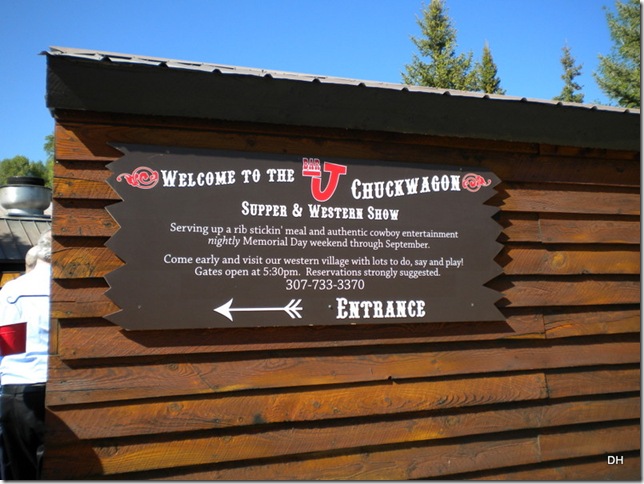 WELCOME TO THE BAR J CHUCKWAGON
SUPPER & WESTERN SHOW
Serving up a rib stickin' meal and authentic cowboy entertainment
nightly Memorial Day weekend through September.
Come early and visit our western village with lots to do, say and play!
Gates open at 5:30pm. Reservations strongly suggested.
307-733-3370
ENTRANCE
DH